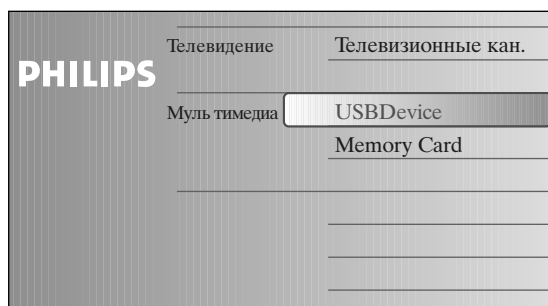 PHILIPS
Телевидение
Телевизионные кан.
Муль тимедиа
USBDevice
Memory Card